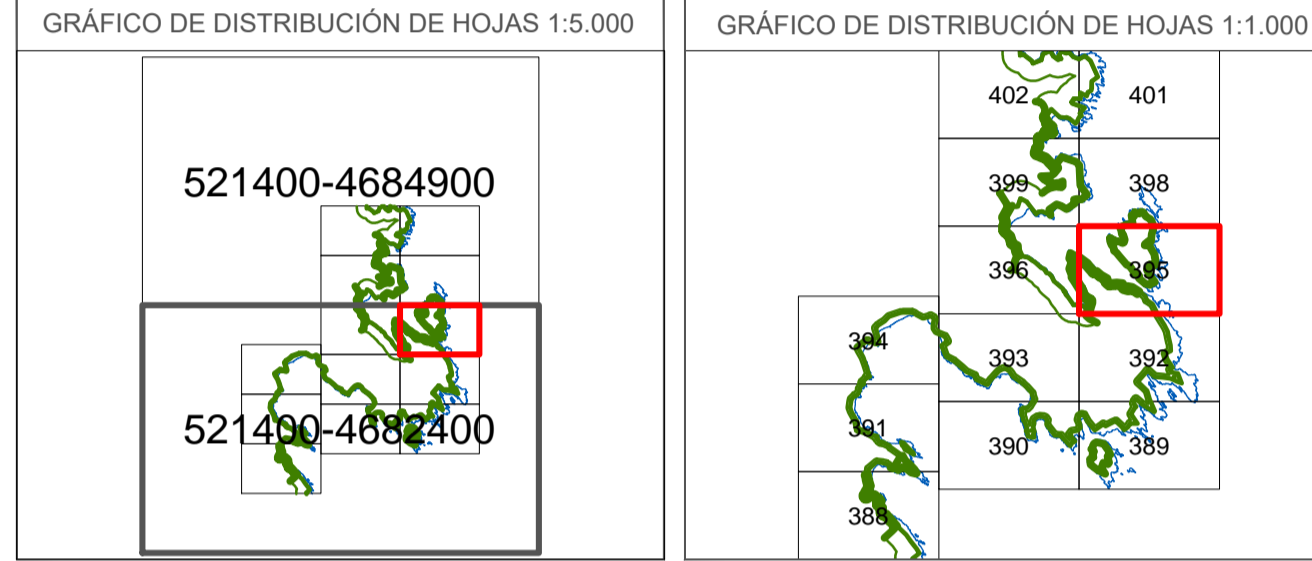 GRÁFICO DE DISTRIBUCIÓN DE HOJAS 1:5.000
521400-4684900
521400-4682400
GRÁFICO DE DISTRIBUCIÓN DE HOJAS 1:1.000
402 401
399 398
396 395
394 393 392
391 390 389
388